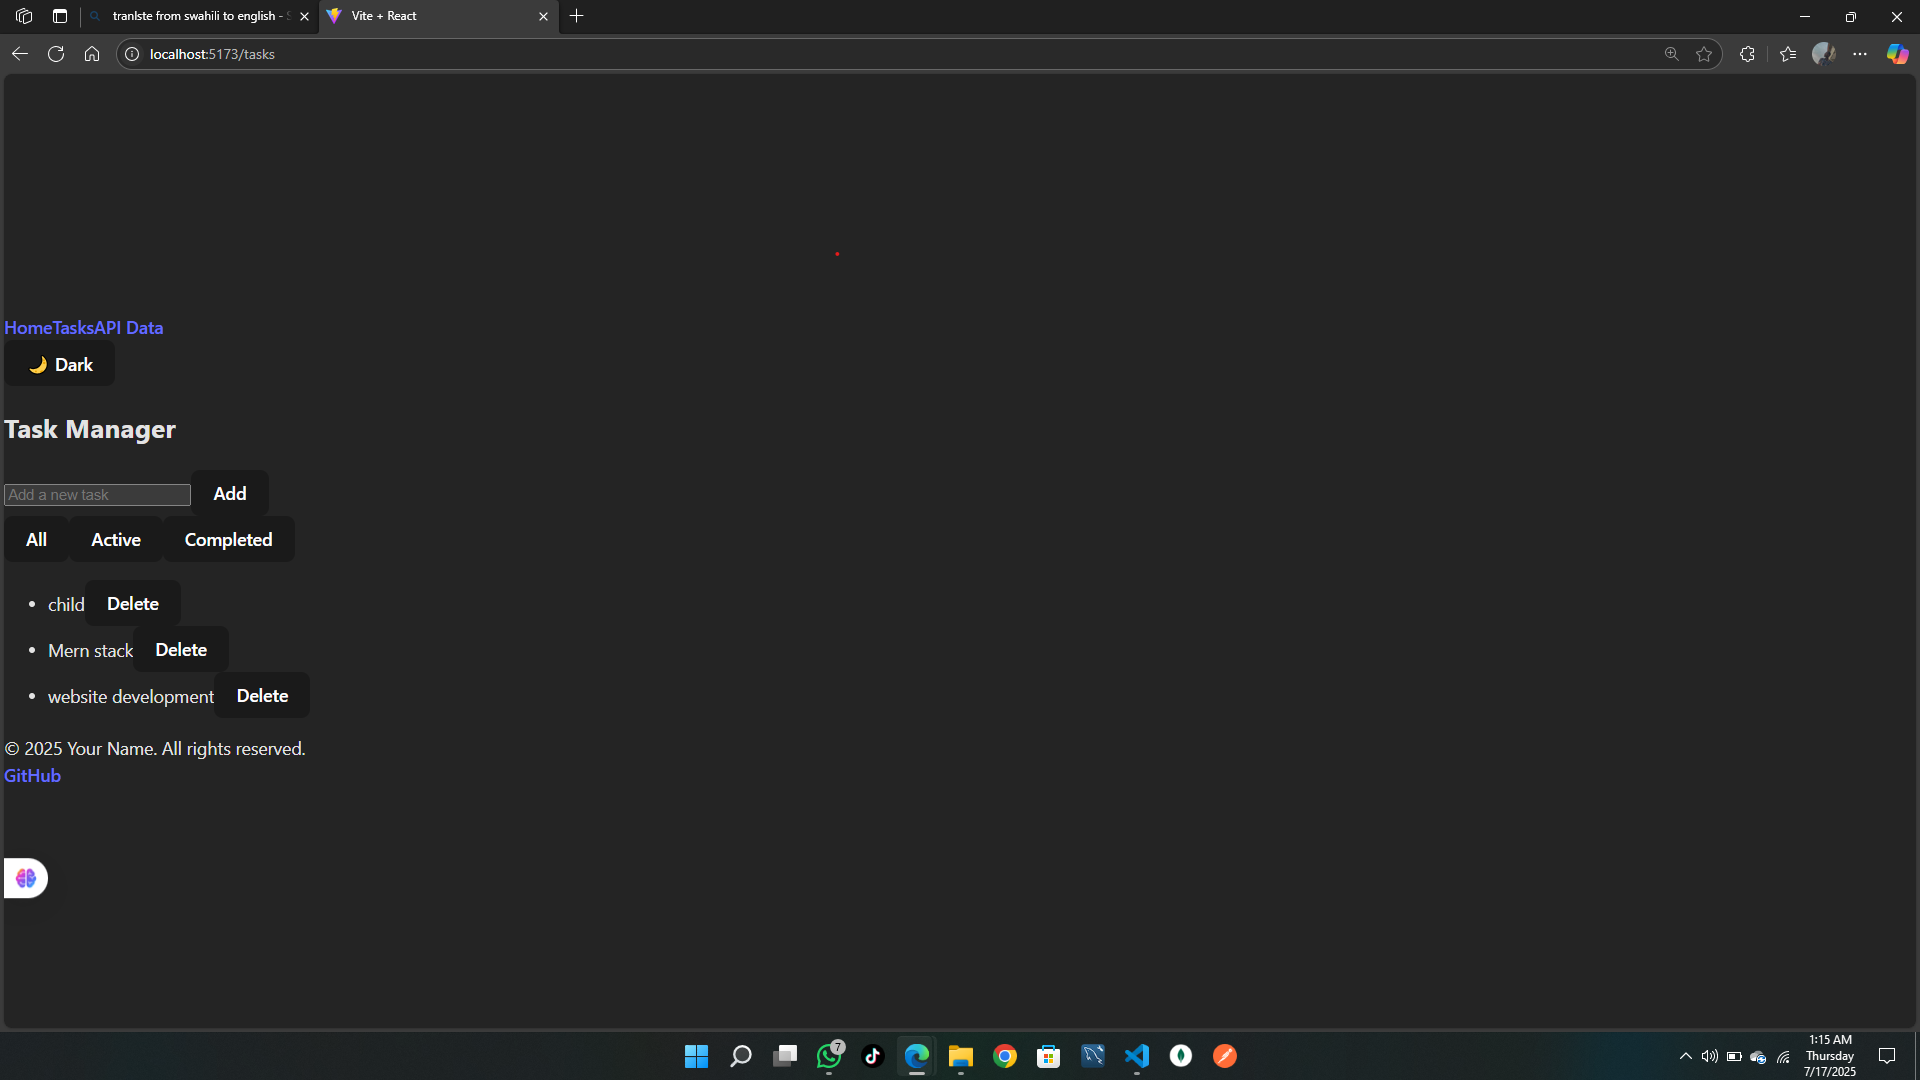 tranlste from swahili to english -
Vite + React
localhost:5173/tasks
HomeTasksAPI Data
🌙 Dark
Task Manager
Add a new task Add
All Active Completed
• child Delete
• Mern stack Delete
• website development Delete
© 2025 Your Name. All rights reserved.
GitHub
7
1:15 AM
Thursday
7/17/2025